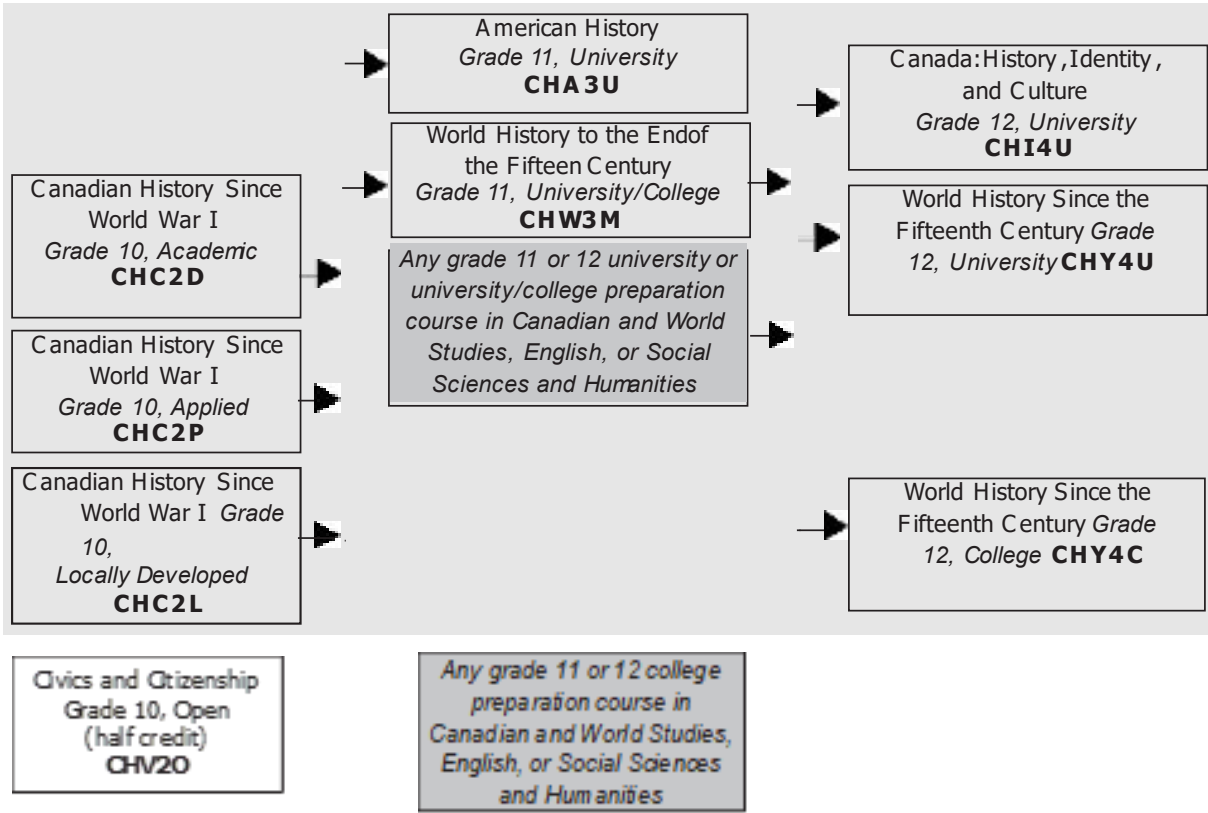 American History
Grade 11, University
CHA3U
Canada: History, Identity,
and Culture
Grade 12, University
CHI4U
World History to the Endof
the Fifteen Century
Grade 11, University/College
CHW3M
Canadian History Since
World War I
Grade 10, Academic
CHC2D
World History Since the
Fifteenth Century Grade
12, University CHY4U
Any grade 11 or 12 university or
university/college preparation
course in Canadian and World
Studies, English, or Social
Sciences and Humanities
Canadian History Since
World War I
Grade 10, Applied
CHC2P
Canadian History Since
World War I Grade
10,
Locally Developed
CHC2L
World History Since the
Fifteenth Century Grade
12, College CHY4C
Civics and Citizenship
Grade 10, Open
(half credit)
CHV2O
Any grade 11 or 12 college
preparation course in
Canadian and World Studies,
English, or Social Sciences
and Humanities